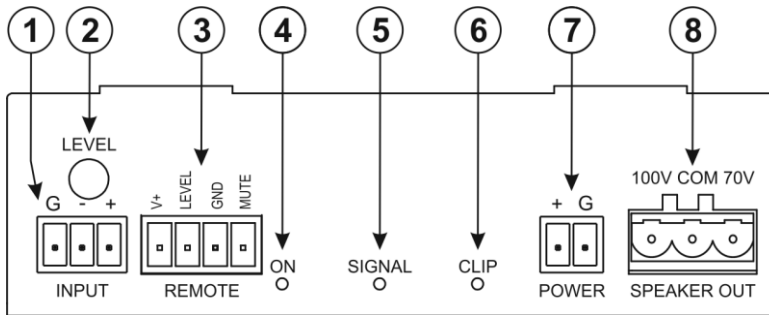 1 2 3 4 5 6 7 8
LEVEL
G - +
INPUT
V+
LEVEL
GND
MUTE
REMOTE
ON
SIGNAL
CLIP
+ G
POWER
100V COM 70V
SPEAKER OUT